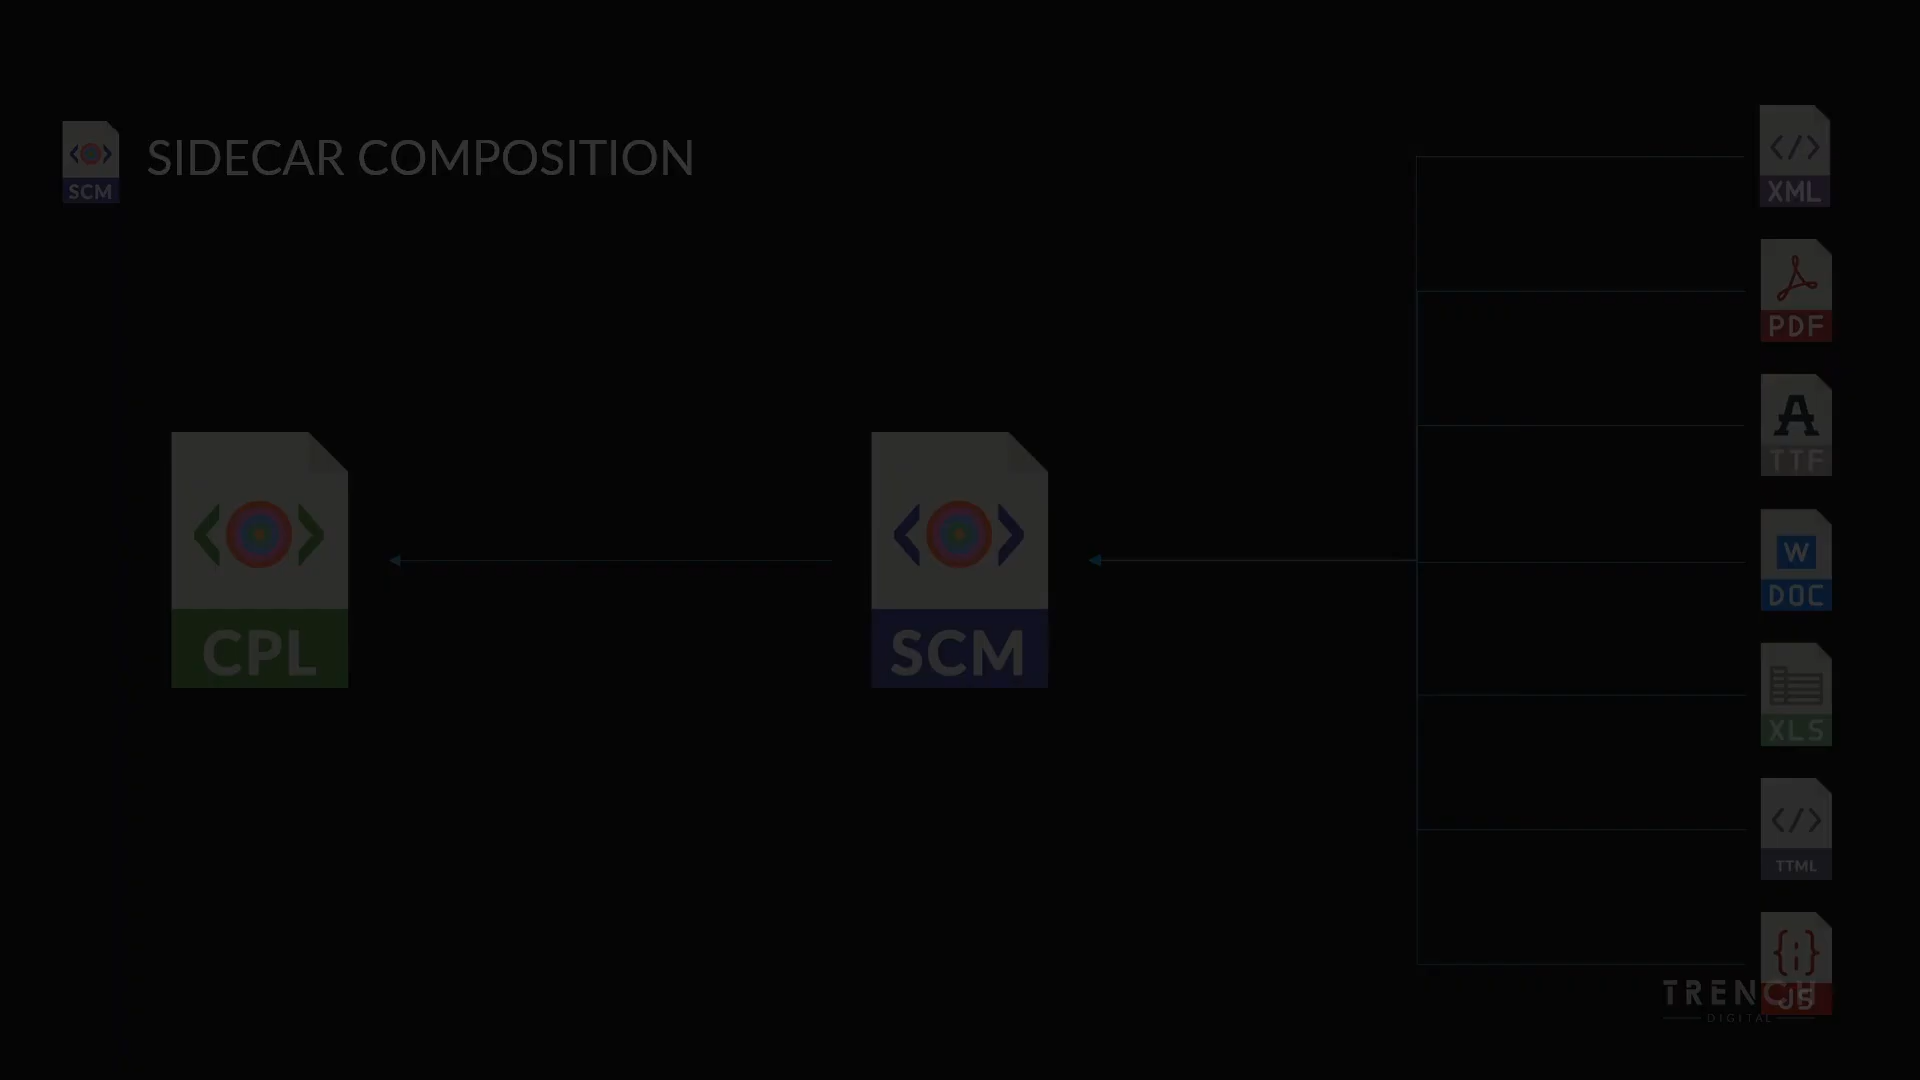 SCM
SIDECAR COMPOSITION
XML
PDF
A
TTF
W
DOC
CPL
SCM
XLS
TTML
JS
TRENCH
DIGITAL